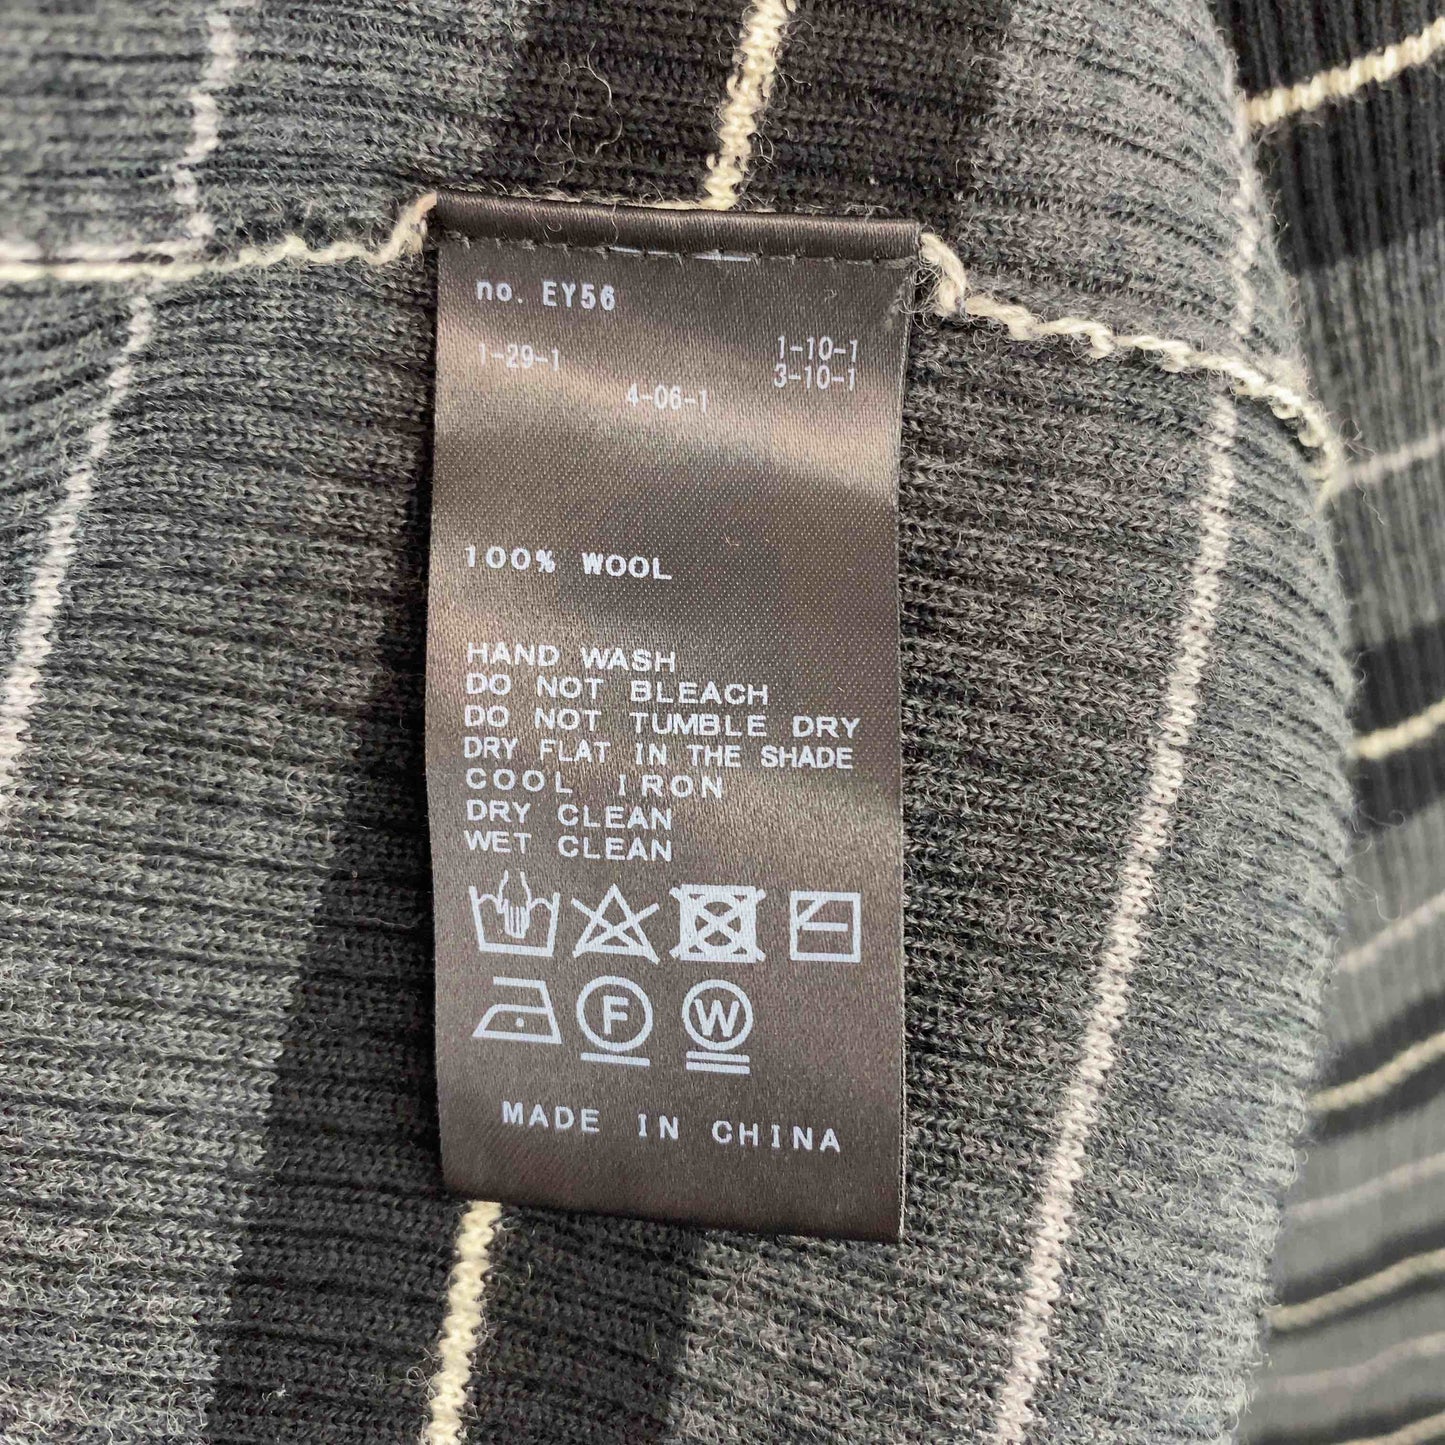 no. EY56
1-29-1
1-10-1
3-10-1
4-06-1
100% WOOL
HAND WASH
DO NOT BLEACH
DO NOT TUMBLE DRY
DRY FLAT IN THE SHADE
COOL IRON
DRY CLEAN
WET CLEAN
F W
MADE IN CHINA